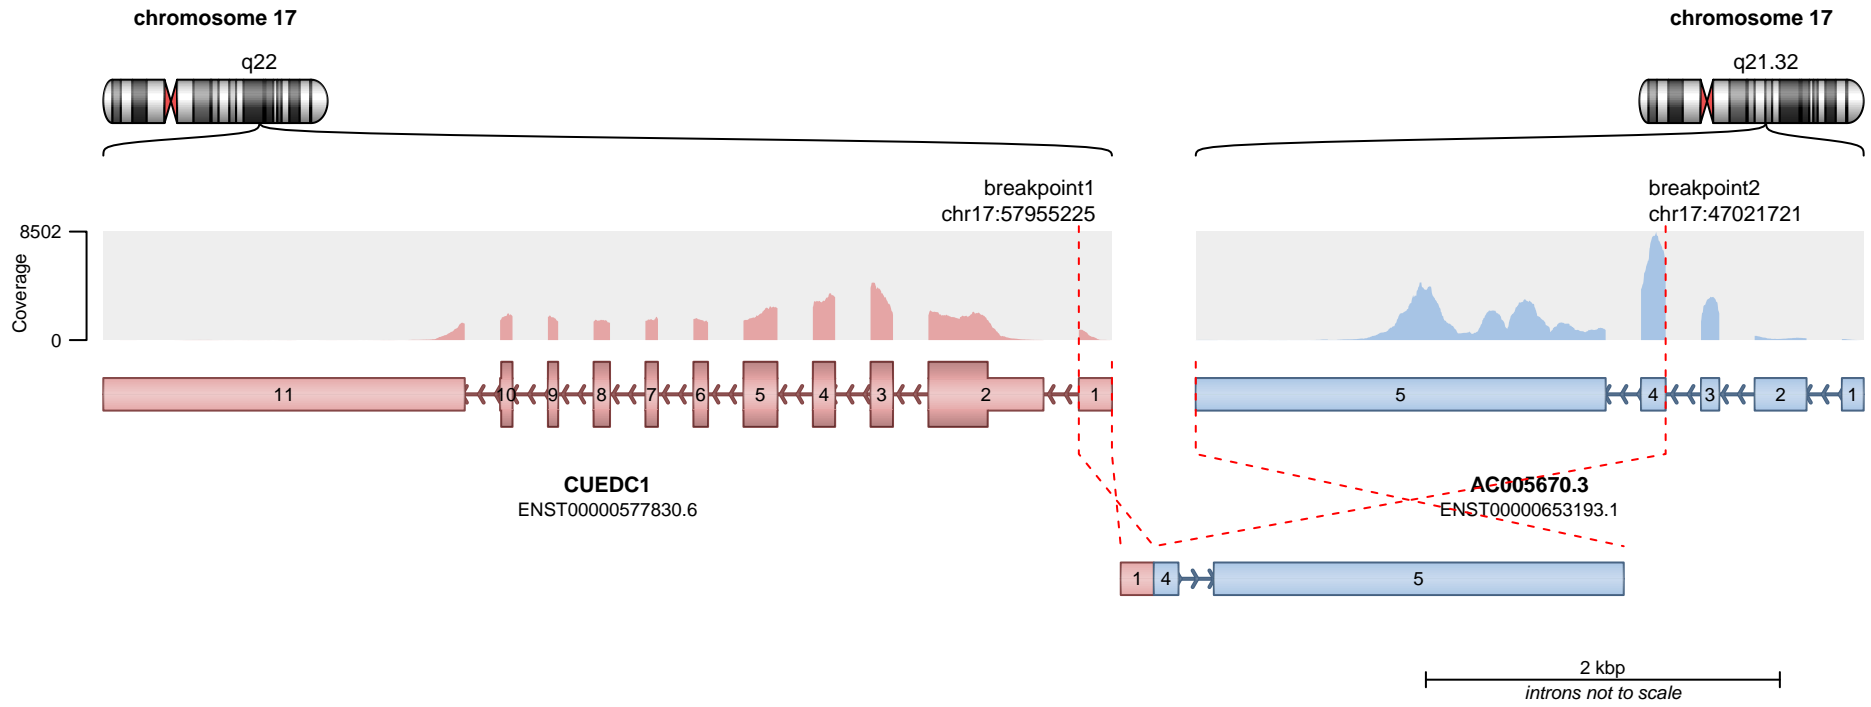 chromosome 17
chromosome 17
q22
q21.32
breakpoint1
chr17:57955225
breakpoint2
chr17:47021721
Coverage
8502
0
11
10
9
8
7
6
5
4
3
2
1
5
4
3
2
1
CUEDC1
ENST00000577830.6
AC005670.3
ENST00000653193.1
1
4
5
2 kbp
introns not to scale